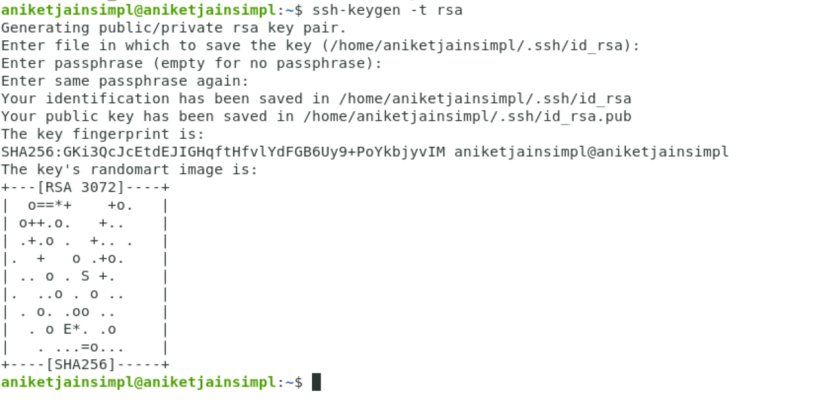 aniketjainsimpl@aniketjainsimpl:~$ ssh-keygen -t rsa
Generating public/private rsa key pair.
Enter file in which to save the key (/home/aniketjainsimpl/.ssh/id_rsa):
Enter passphrase (empty for no passphrase):
Enter same passphrase again:
Your identification has been saved in /home/aniketjainsimpl/.ssh/id_rsa
Your public key has been saved in /home/aniketjainsimpl/.ssh/id_rsa.pub
The key fingerprint is:
SHA256:GKi3QcJcEtdEJIGHqftHfvlYdFGB6Uy9+PoYkbjyvIM aniketjainsimpl@aniketjainsimpl
The key's randomart image is:
+---[RSA 3072]----+
|  o==*+    +o.   |
| o++.o.   +..    |
| .+.o .  +.. .   |
|.  +   o .+o.    |
| .. o . S +.     |
|.  ..o . o ..    |
| . o. .oo ..     |
|  . o E*. .o     |
|   . ...=o...    |
+----[SHA256]-----+
aniketjainsimpl@aniketjainsimpl:~$